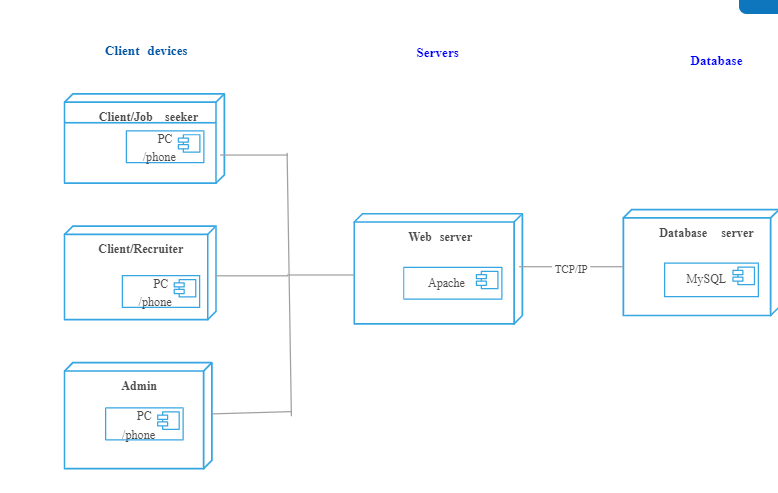 Client devices
Servers
Database
Client/Job seeker
PC
/phone
Client/Recruiter
PC
/phone
Admin
PC
/phone
Web server
Apache
TCP/IP
Database server
MySQL